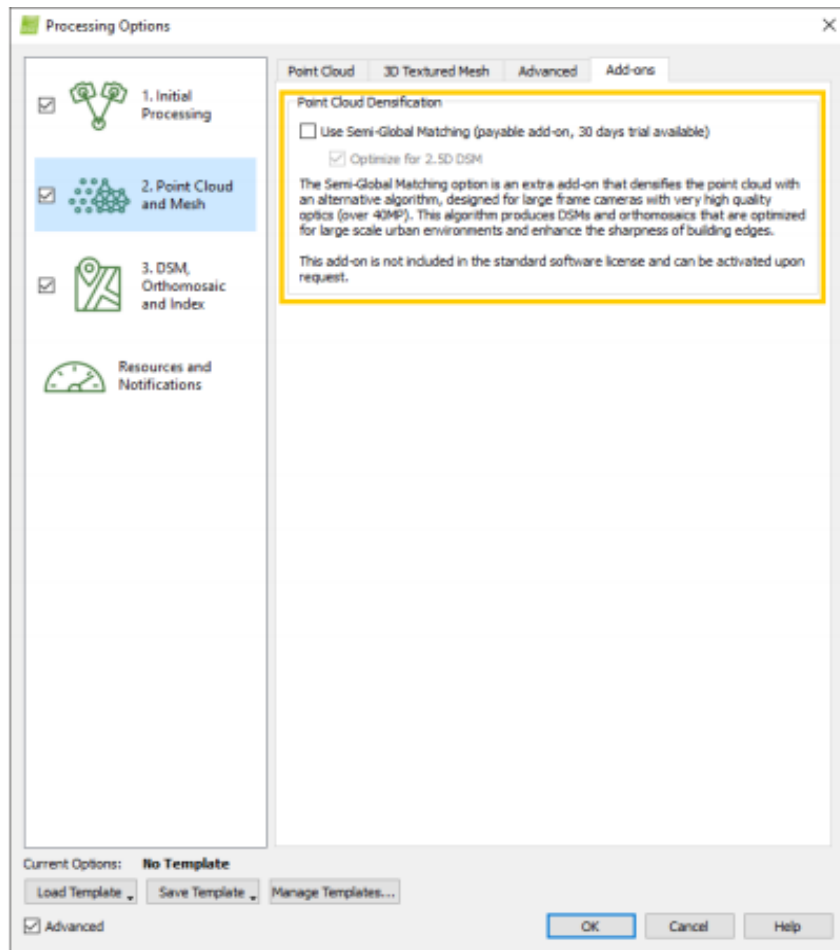 Processing Options
1. Initial
Processing
2. Point Cloud
and Mesh
3. DSM,
Orthomosaic
and Index
Resources and
Notifications
Point Cloud
3D Textured Mesh
Advanced
Add-ons
Point Cloud Densification
Use Semi-Global Matching (payable add-on, 30 days trial available)
Optimize for 2.5D DSM
The Semi-Global Matching option is an extra add-on that densifies the point cloud with
an alternative algorithm, designed for large frame cameras with very high quality
optics (over 40MP). This algorithm produces DSMs and orthomosaics that are optimized
for large scale urban environments and enhance the sharpness of building edges.
This add-on is not included in the standard software license and can be activated upon
request.
Current Options: No Template
Load Template
Save Template
Manage Templates...
Advanced
OK
Cancel
Help